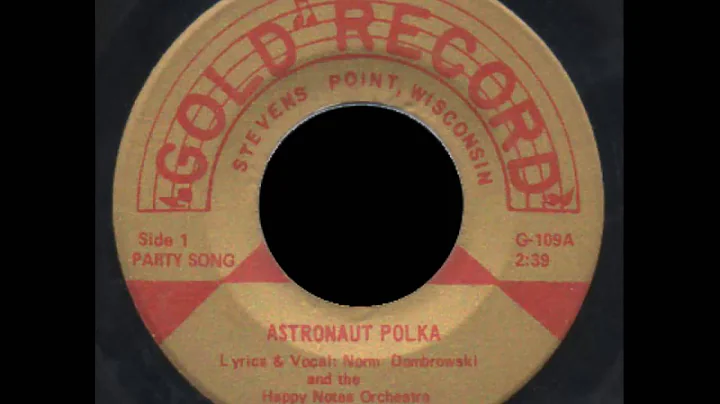 GOLD RECORD
STEVENS POINT, WISCONSIN
Side 1
PARTY SONG
G-109A
2:39
ASTRONAUT POLKA
Lyrics & Vocal: Norm Dombrowski
and the
Happy Notes Orchestra